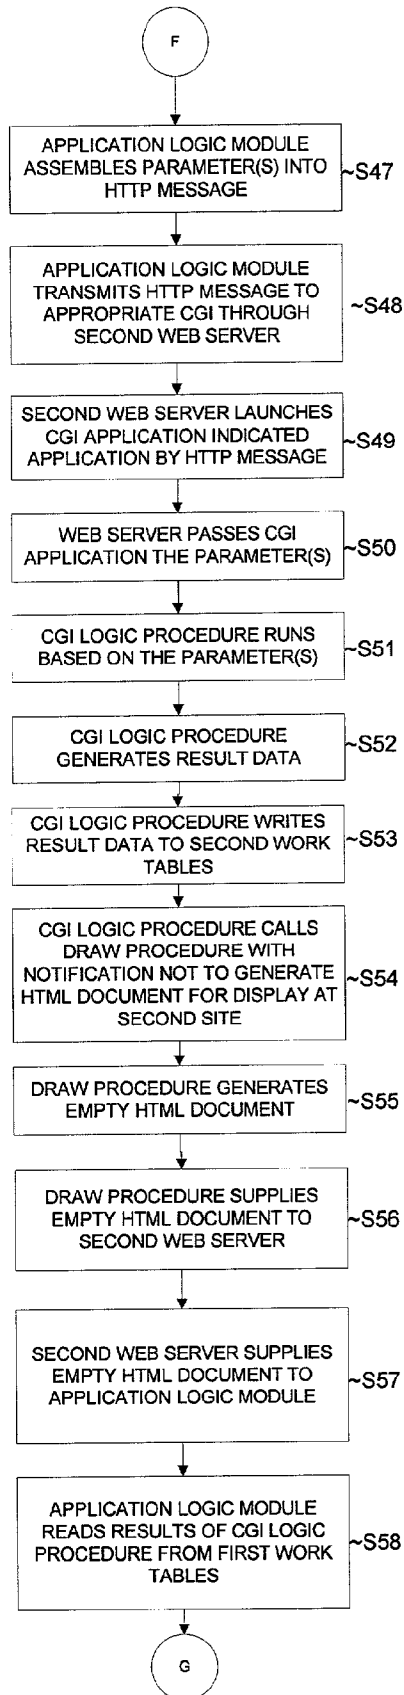 F
APPLICATION LOGIC MODULE
ASSEMBLES PARAMETER(S) INTO
HTTP MESSAGE
~S47
APPLICATION LOGIC MODULE
TRANSMITS HTTP MESSAGE TO
APPROPRIATE CGI THROUGH
SECOND WEB SERVER
~S48
SECOND WEB SERVER LAUNCHES
CGI APPLICATION INDICATED
APPLICATION BY HTTP MESSAGE
~S49
WEB SERVER PASSES CGI
APPLICATION THE PARAMETER(S)
~S50
CGI LOGIC PROCEDURE RUNS
BASED ON THE PARAMETER(S)
~S51
CGI LOGIC PROCEDURE
GENERATES RESULT DATA
~S52
CGI LOGIC PROCEDURE WRITES
RESULT DATA TO SECOND WORK
TABLES
~S53
CGI LOGIC PROCEDURE CALLS
DRAW PROCEDURE WITH
NOTIFICATION NOT TO GENERATE
HTML DOCUMENT FOR DISPLAY AT
SECOND SITE
~S54
DRAW PROCEDURE GENERATES
EMPTY HTML DOCUMENT
~S55
DRAW PROCEDURE SUPPLIES
EMPTY HTML DOCUMENT TO
SECOND WEB SERVER
~S56
SECOND WEB SERVER SUPPLIES
EMPTY HTML DOCUMENT TO
APPLICATION LOGIC MODULE
~S57
APPLICATION LOGIC MODULE
READS RESULTS OF CGI LOGIC
PROCEDURE FROM FIRST WORK
TABLES
~S58
G